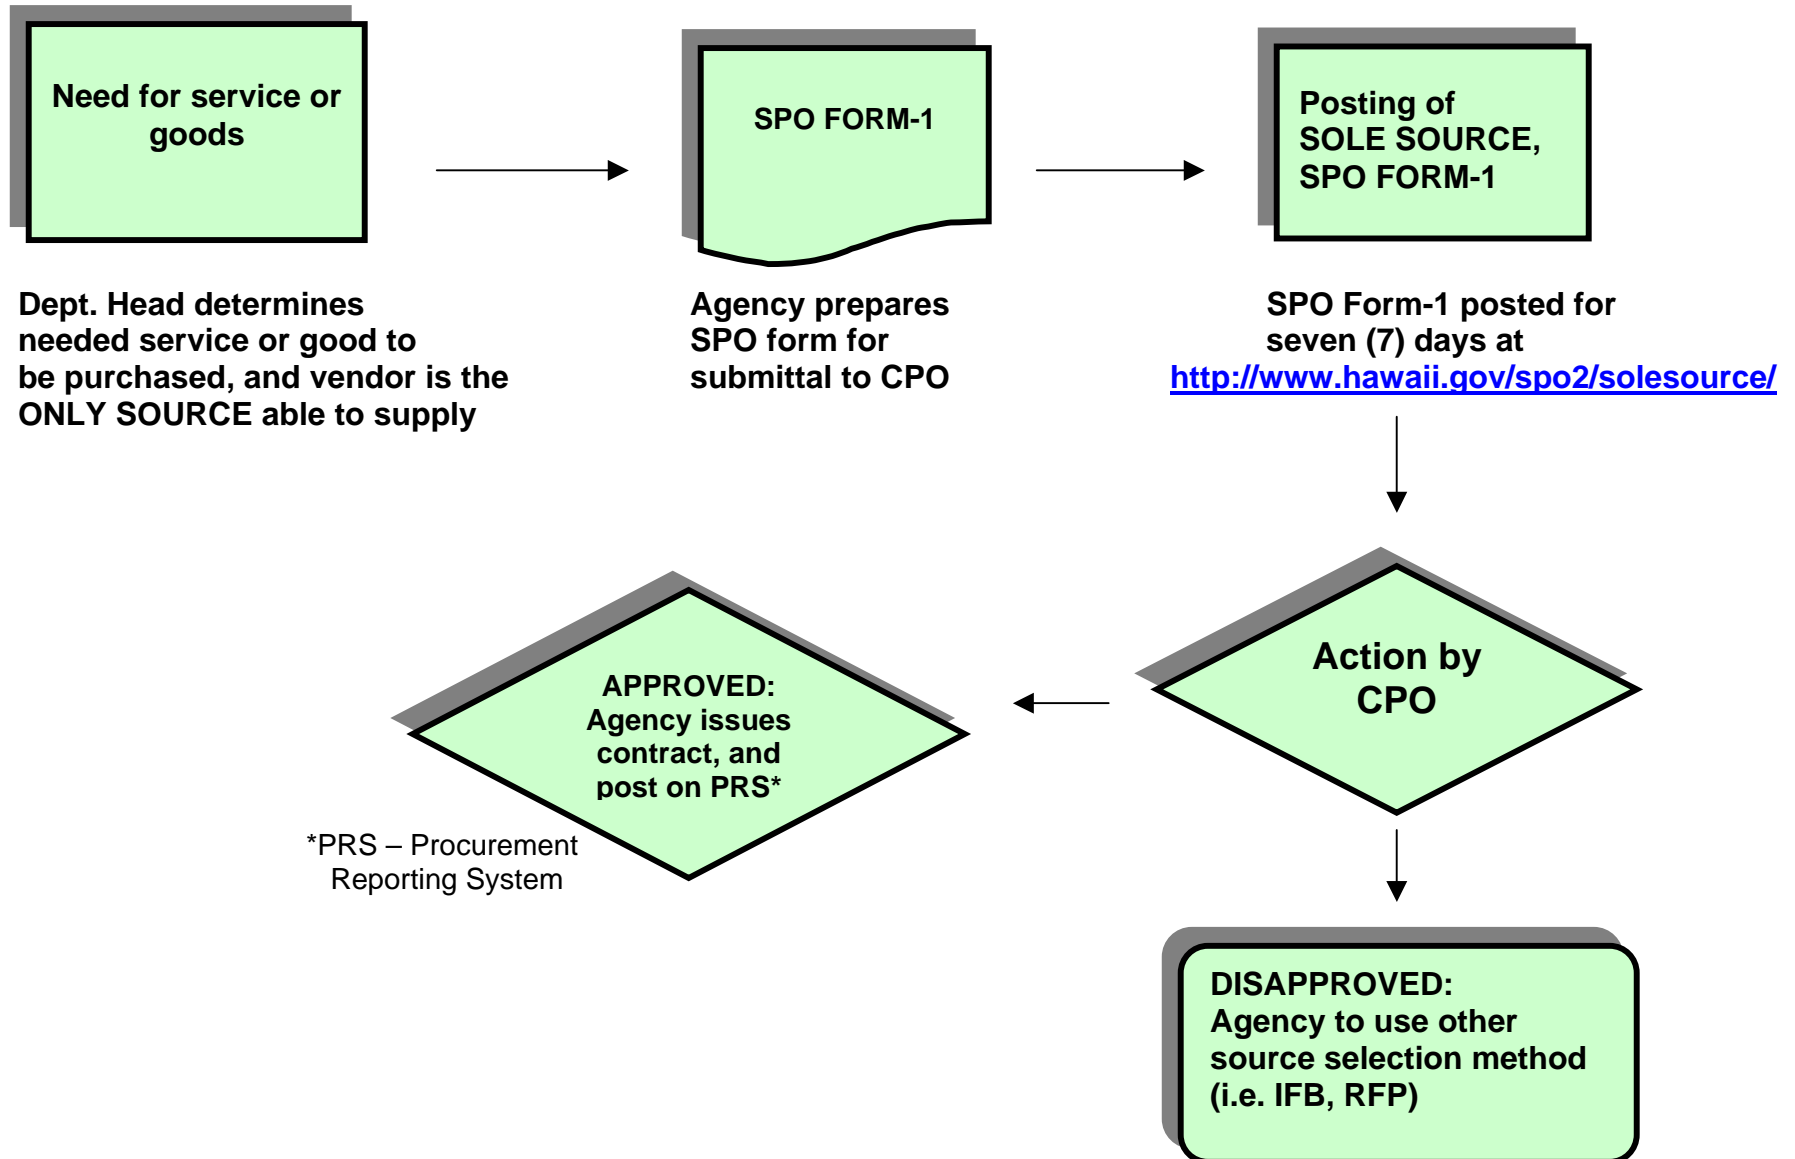 Need for service or
goods
Dept. Head determines
needed service or good to
be purchased, and vendor is the
ONLY SOURCE able to supply
SPO FORM-1
Agency prepares
SPO form for
submittal to CPO
Posting of
SOLE SOURCE,
SPO FORM-1
SPO Form-1 posted for
seven (7) days at
http://www.hawaii.gov/spo2/solesource/
Action by
CPO
APPROVED:
Agency issues
contract, and
post on PRS*
*PRS – Procurement
Reporting System
DISAPPROVED:
Agency to use other
source selection method
(i.e. IFB, RFP)